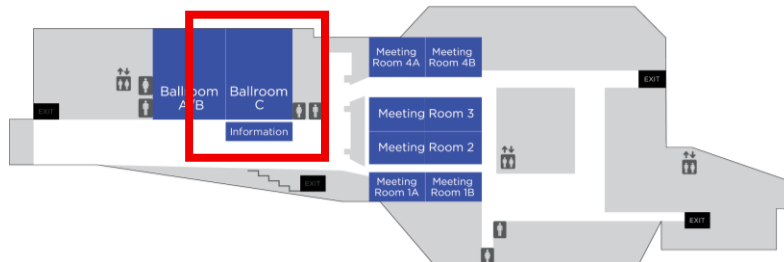 Meeting
Room 4A
Meeting
Room 4B
EXIT
Ballroom
A/B
Ballroom
C
EXIT
Meeting Room 3
Information
Meeting Room 2
Meeting
Room 1A
Meeting
Room 1B
EXIT
EXIT